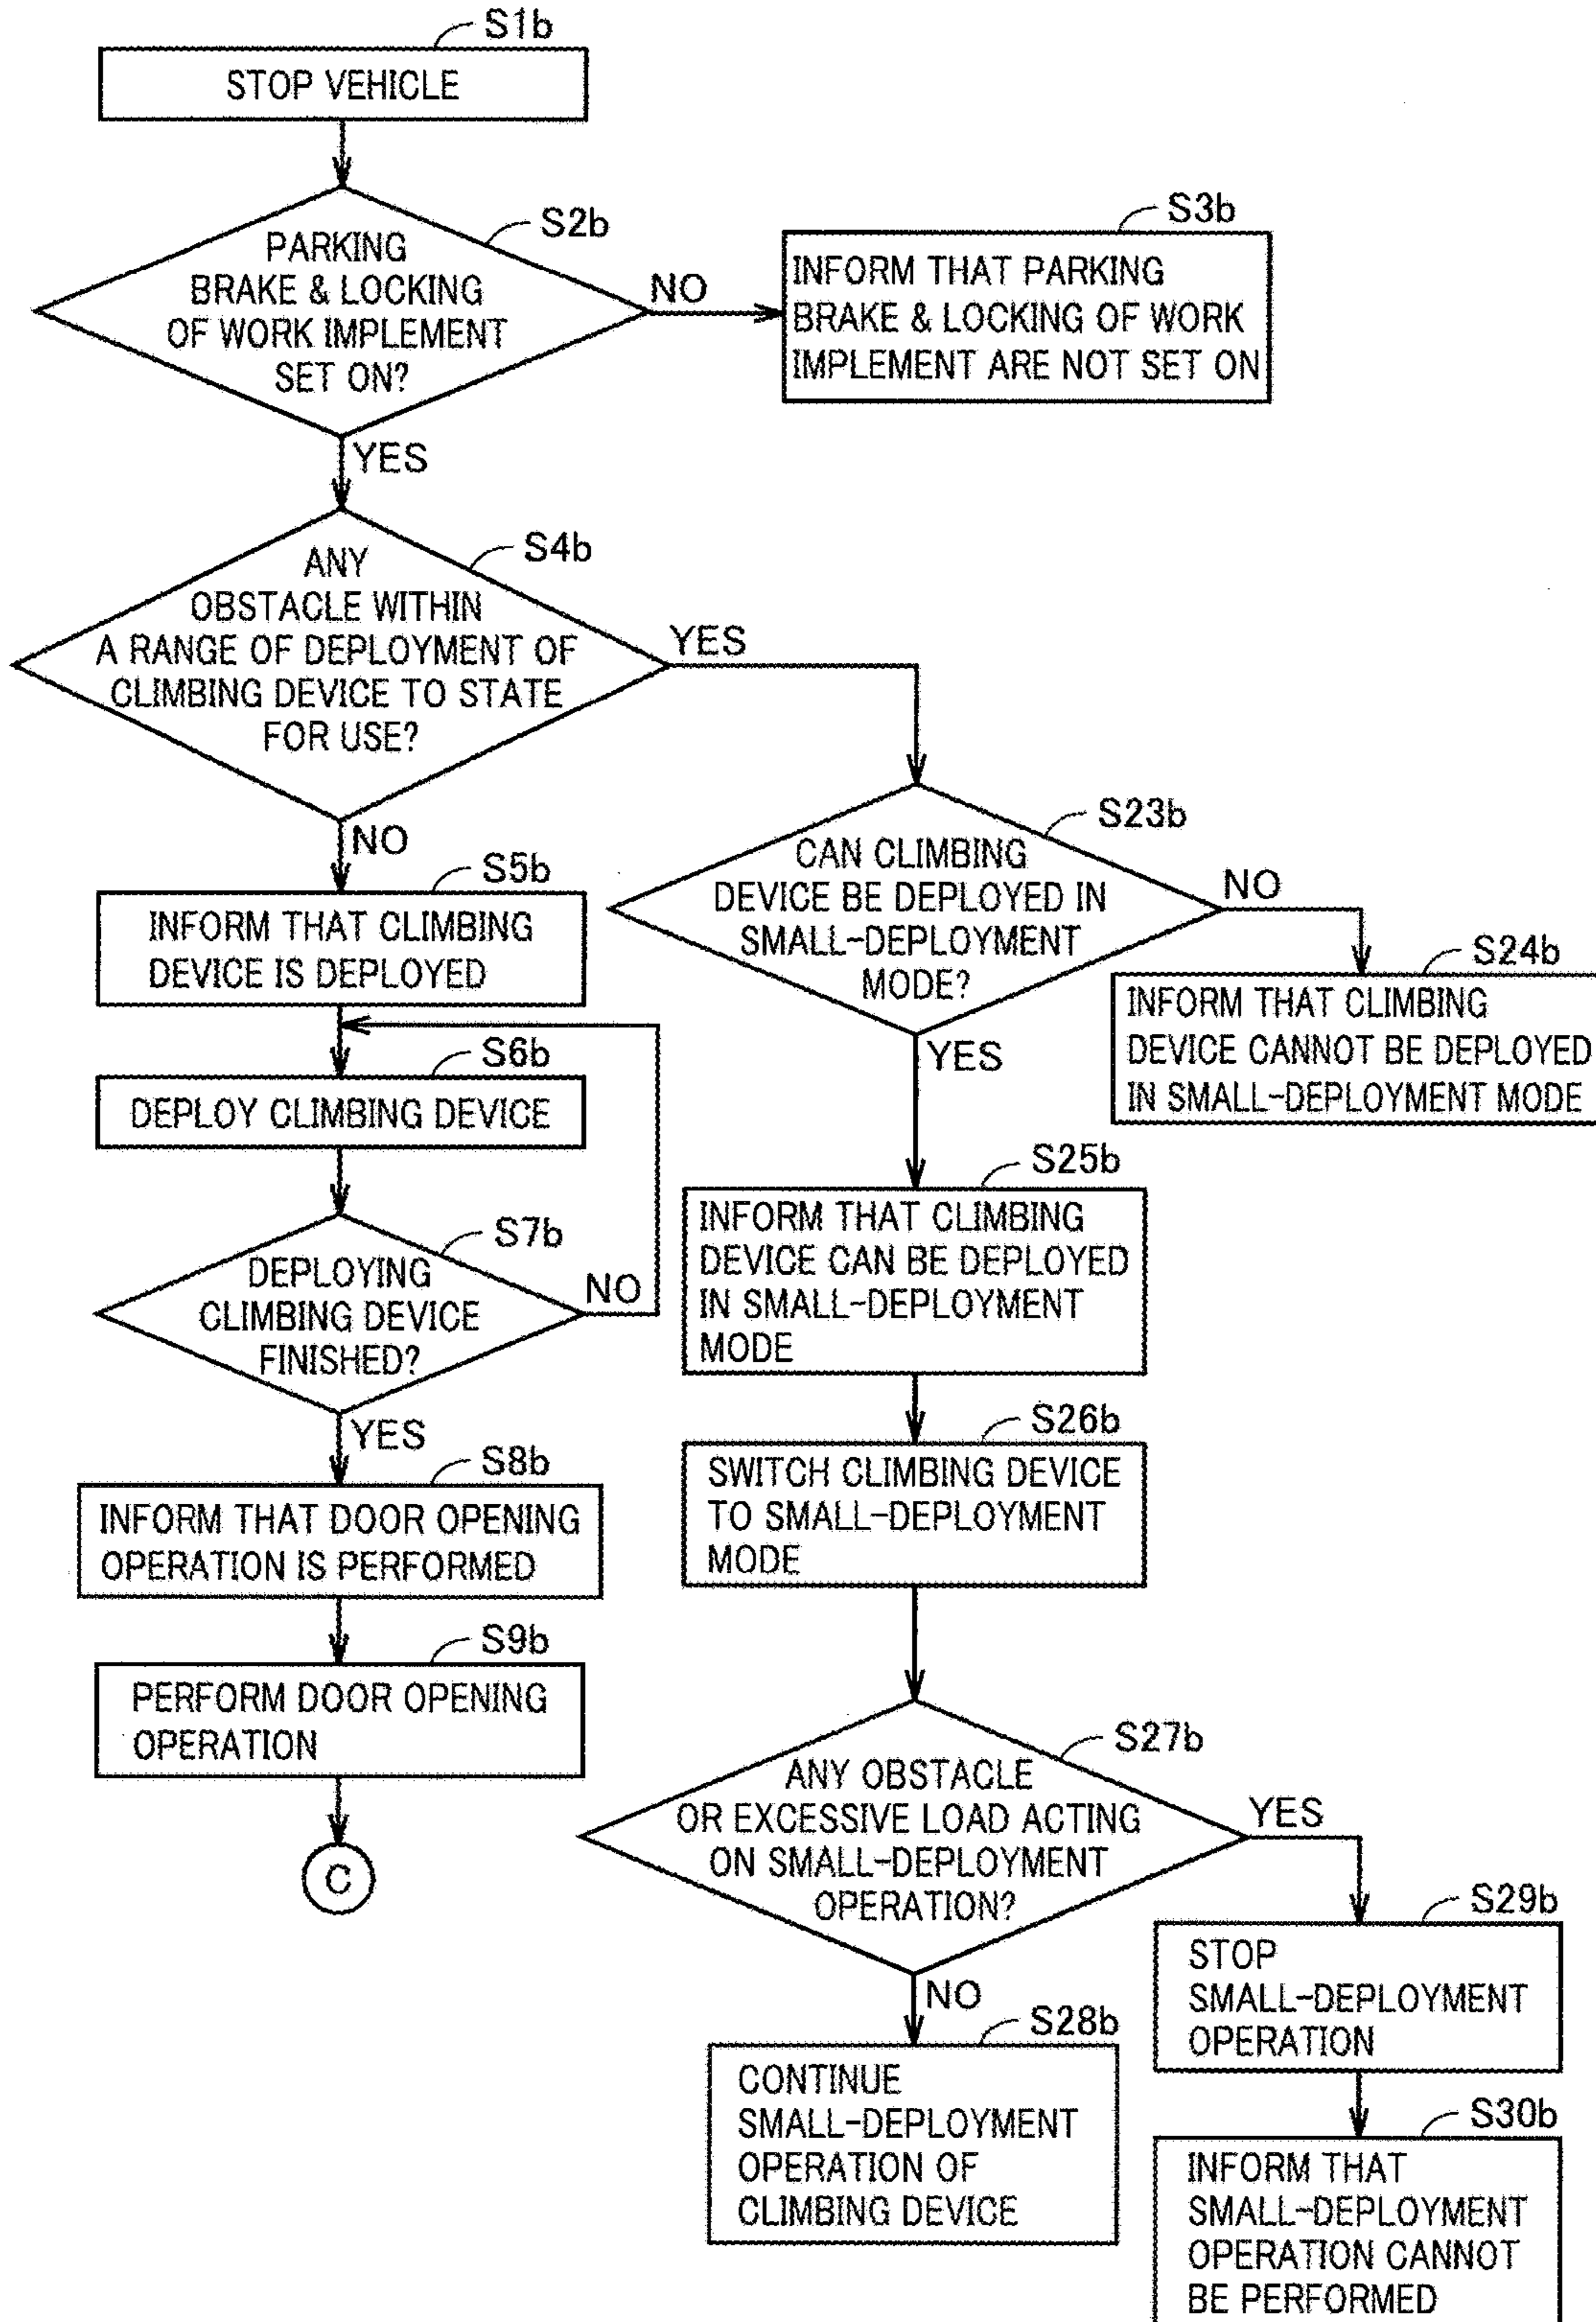 S1b
STOP VEHICLE
S2b
PARKING
BRAKE & LOCKING
OF WORK IMPLEMENT
SET ON?
NO
S3b
INFORM THAT PARKING
BRAKE & LOCKING OF WORK
IMPLEMENT ARE NOT SET ON
YES
S4b
ANY
OBSTACLE WITHIN
A RANGE OF DEPLOYMENT OF
CLIMBING DEVICE TO STATE
FOR USE?
YES
NO
S5b
INFORM THAT CLIMBING
DEVICE IS DEPLOYED
S6b
DEPLOY CLIMBING DEVICE
S7b
DEPLOYING
CLIMBING DEVICE
FINISHED?
NO
YES
S8b
INFORM THAT DOOR OPENING
OPERATION IS PERFORMED
S9b
PERFORM DOOR OPENING
OPERATION
C
S23b
CAN CLIMBING
DEVICE BE DEPLOYED IN
SMALL-DEPLOYMENT
MODE?
NO
S24b
INFORM THAT CLIMBING
DEVICE CANNOT BE DEPLOYED
IN SMALL-DEPLOYMENT MODE
YES
S25b
INFORM THAT CLIMBING
DEVICE CAN BE DEPLOYED
IN SMALL-DEPLOYMENT
MODE
S26b
SWITCH CLIMBING DEVICE
TO SMALL-DEPLOYMENT
MODE
S27b
ANY OBSTACLE
OR EXCESSIVE LOAD ACTING
ON SMALL-DEPLOYMENT
OPERATION?
YES
NO
S28b
CONTINUE
SMALL-DEPLOYMENT
OPERATION OF
CLIMBING DEVICE
S29b
STOP
SMALL-DEPLOYMENT
OPERATION
S30b
INFORM THAT
SMALL-DEPLOYMENT
OPERATION CANNOT
BE PERFORMED